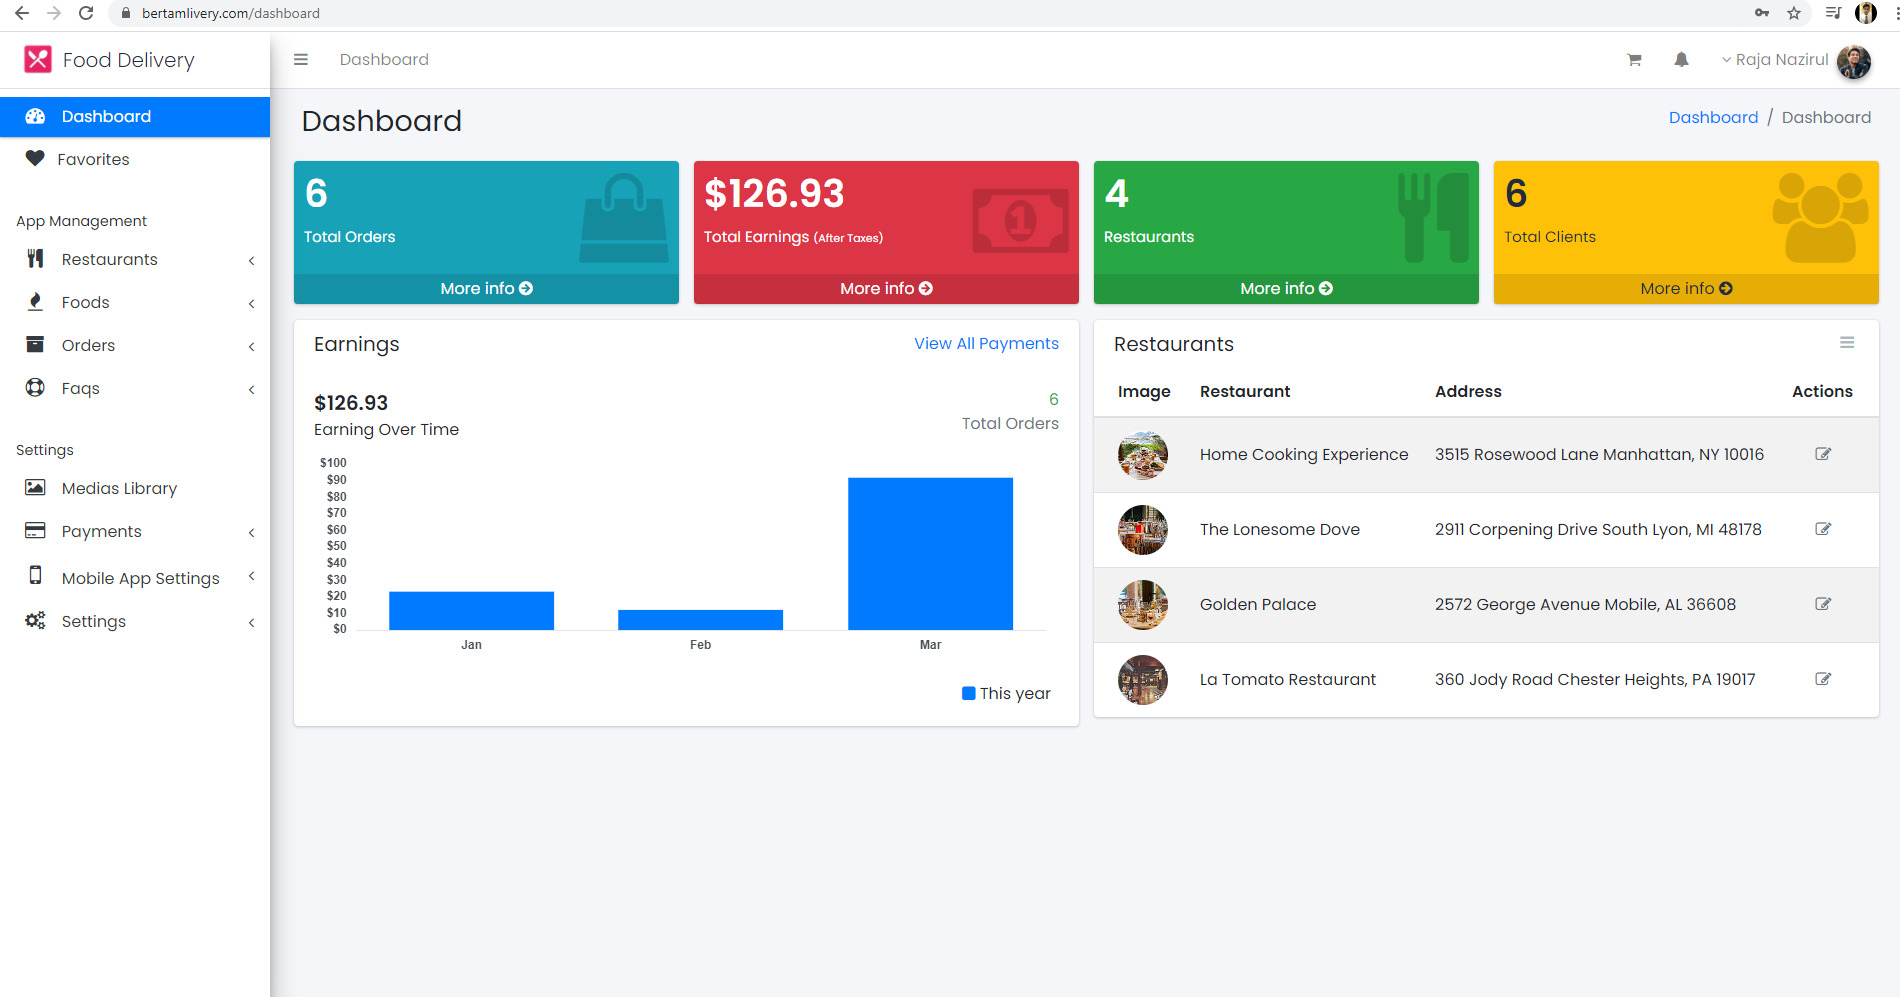 bertamlivery.com/dashboard
Food Delivery
Dashboard
Raja Nazirul
Dashboard
Favorites
App Management
Restaurants
Foods
Orders
Faqs
Settings
Medias Library
Payments
Mobile App Settings
Settings
Dashboard
Dashboard / Dashboard
6
Total Orders
More info
$126.93
Total Earnings (After Taxes)
1
More info
4
Restaurants
More info
6
Total Clients
More info
Earnings
View All Payments
$126.93
Earning Over Time
6
Total Orders
$100
$90
$80
$70
$60
$50
$40
$30
$20
$10
$0
Jan Feb Mar
This year
Restaurants
Image Restaurant Address Actions
Home Cooking Experience 3515 Rosewood Lane Manhattan, NY 10016
The Lonesome Dove 2911 Corpening Drive South Lyon, MI 48178
Golden Palace 2572 George Avenue Mobile, AL 36608
La Tomato Restaurant 360 Jody Road Chester Heights, PA 19017